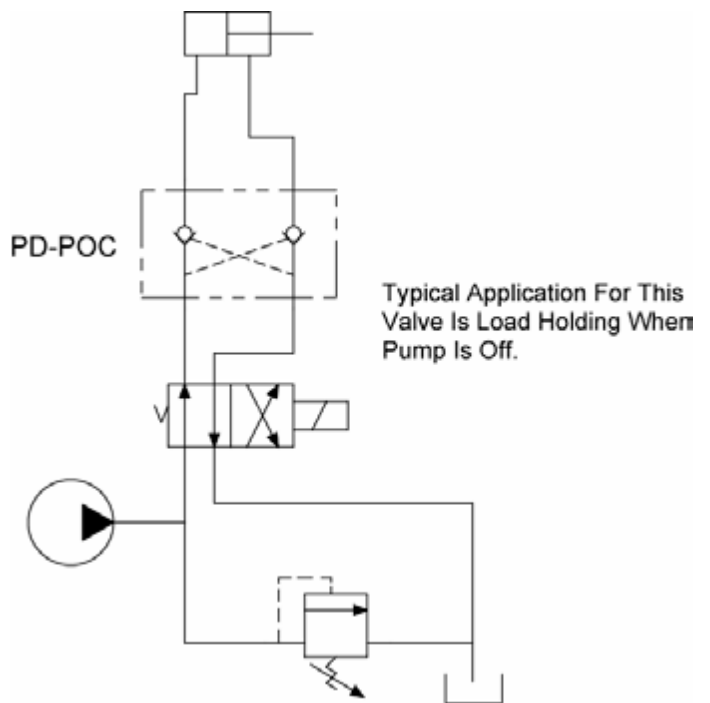 PD-POC
Typical Application For This
Valve Is Load Holding When
Pump Is Off.